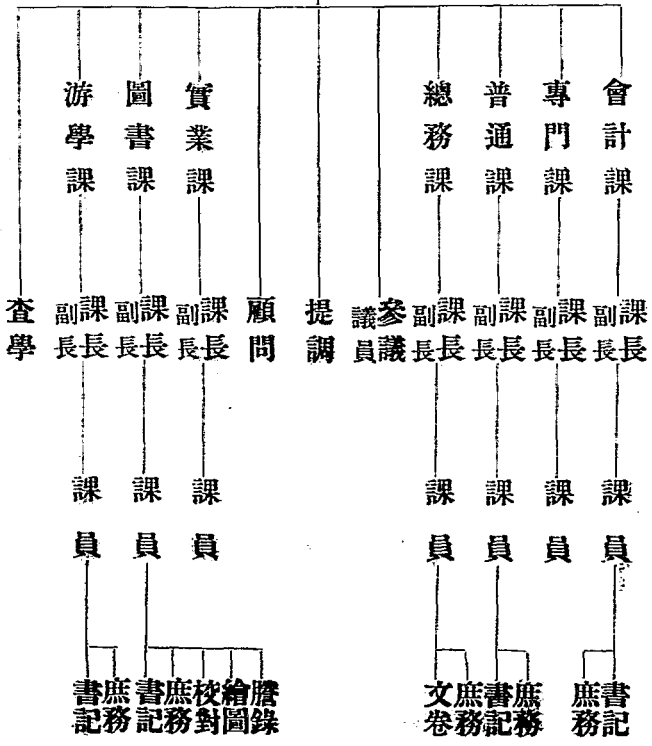 會計課
專門課
普通課
總務課
實業課
圖書課
游學課
課長
副長
課長
副長
課長
副長
課長
副長
參議
議員
提調
顧問
課長
副長
課長
副長
課長
副長
查學
課員
課員
課員
課員
課員
課員
課員
書記
庶務
庶務
書記
庶務
文卷
謄錄
繪圖
校對
庶務
書記
庶務
書記